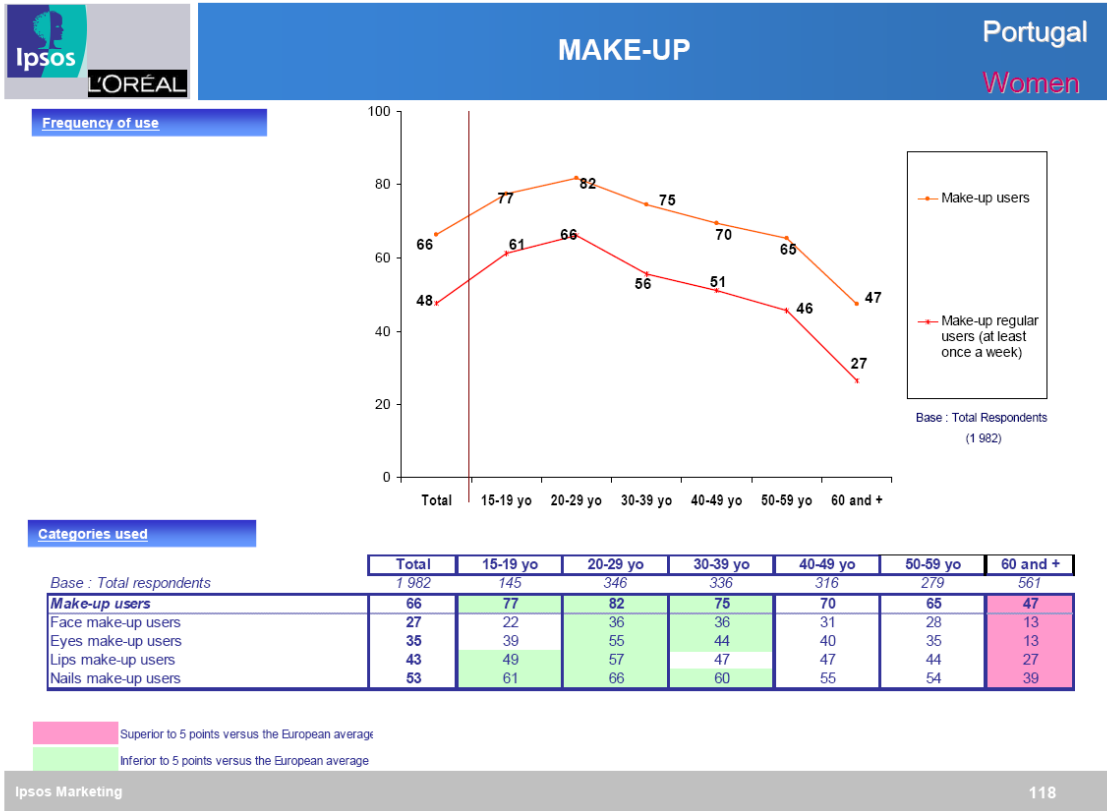 Ipsos
L'ORÉAL
MAKE-UP
Portugal
Women
Frequency of use
100
80
60
40
20
0
77
82
75
70
65
47
66
61
66
56
51
46
27
48
Total 15-19 yo 20-29 yo 30-39 yo 40-49 yo 50-59 yo 60 and +
Make-up users
Make-up regular
users (at least
once a week)
Base : Total Respondents
(1 982)
Categories used
Total 15-19 yo 20-29 yo 30-39 yo 40-49 yo 50-59 yo 60 and +
Base : Total respondents 1 982 145 346 336 316 279 561
Make-up users 66 77 82 75 70 65 47
Face make-up users 27 22 36 36 31 28 13
Eyes make-up users 35 39 55 44 40 35 13
Lips make-up users 43 49 57 47 47 44 27
Nails make-up users 53 61 66 60 55 54 39
Superior to 5 points versus the European average
Inferior to 5 points versus the European average
Ipsos Marketing
118